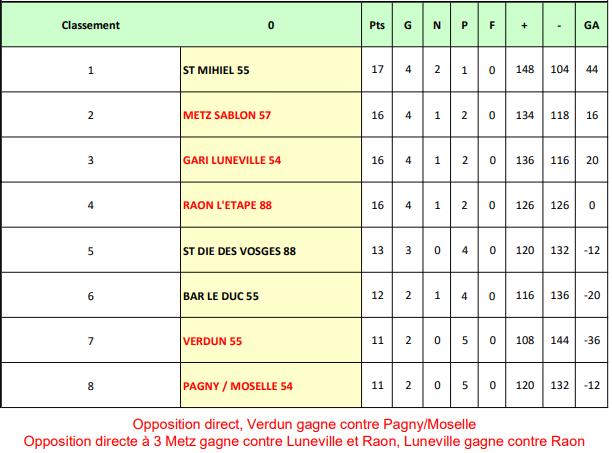 Classement 0 Pts G N P F + - GA
1 ST MIHIEL 55 17 4 2 1 0 148 104 44
2 METZ SABLON 57 16 4 1 2 0 134 118 16
3 GARI LUNEVILLE 54 16 4 1 2 0 136 116 20
4 RAON L'ETAPE 88 16 4 1 2 0 126 126 0
5 ST DIE DES VOSGES 88 13 3 0 4 0 120 132 -12
6 BAR LE DUC 55 12 2 1 4 0 116 136 -20
7 VERDUN 55 11 2 0 5 0 108 144 -36
8 PAGNY / MOSELLE 54 11 2 0 5 0 120 132 -12
Opposition direct, Verdun gagne contre Pagny/Moselle
Opposition directe à 3 Metz gagne contre Luneville et Raon, Luneville gagne contre Raon